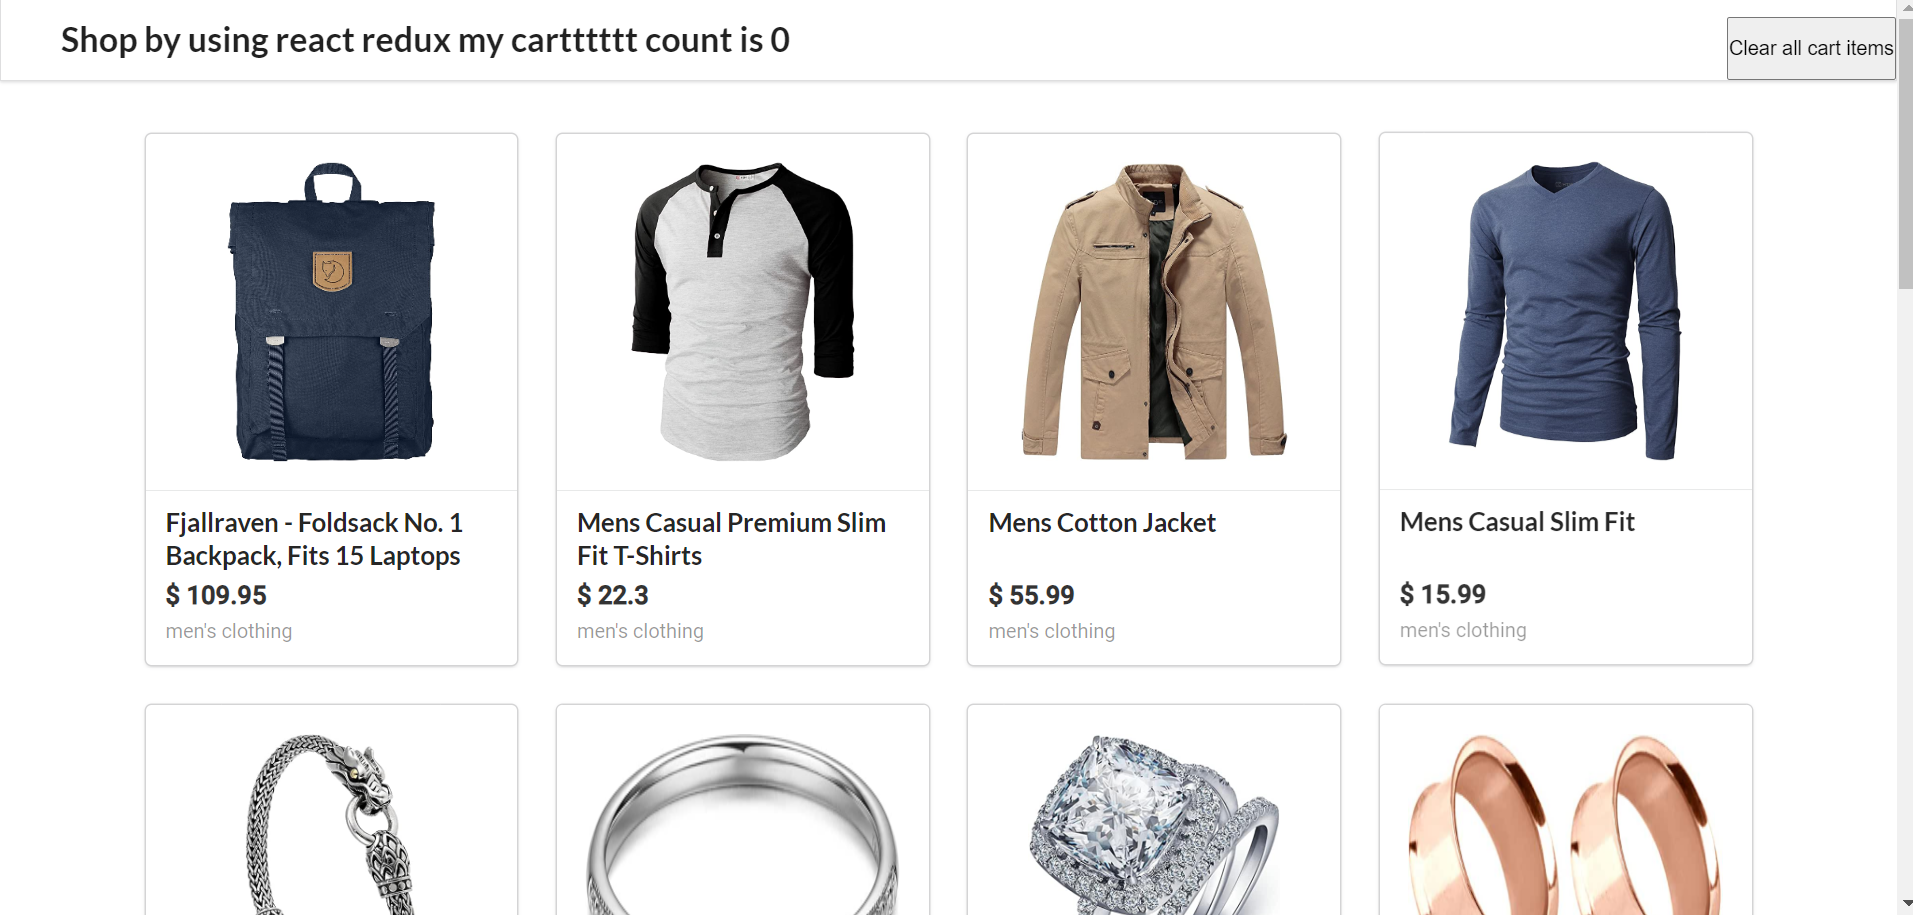 Shop by using react redux my cartttttt count is 0
Clear all cart items
Fjallraven - Foldsack No. 1
Backpack, Fits 15 Laptops
$ 109.95
men's clothing
Mens Casual Premium Slim
Fit T-Shirts
$ 22.3
men's clothing
Mens Cotton Jacket
$ 55.99
men's clothing
Mens Casual Slim Fit
$ 15.99
men's clothing